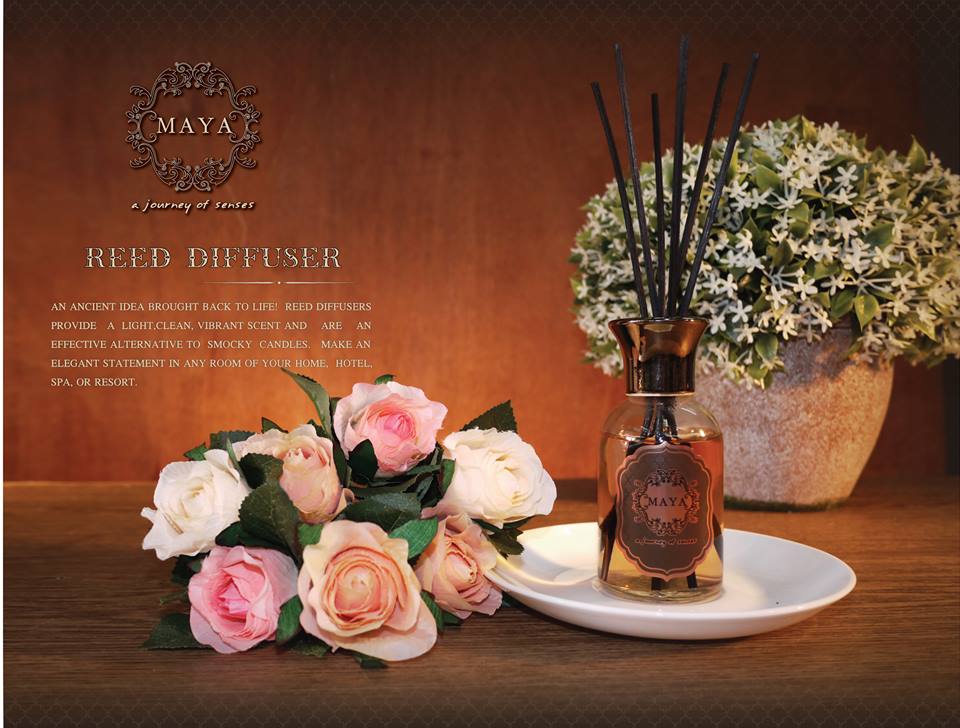 MAYA
a journey of senses
REED DIFFUSER
AN ANCIENT IDEA BROUGHT BACK TO LIFE! REED DIFFUSERS
PROVIDE A LIGHT,CLEAN, VIBRANT SCENT AND ARE AN
EFFECTIVE ALTERNATIVE TO SMOCKY CANDLES. MAKE AN
ELEGANT STATEMENT IN ANY ROOM OF YOUR HOME, HOTEL,
SPA, OR RESORT.
MAYA
a journey of senses